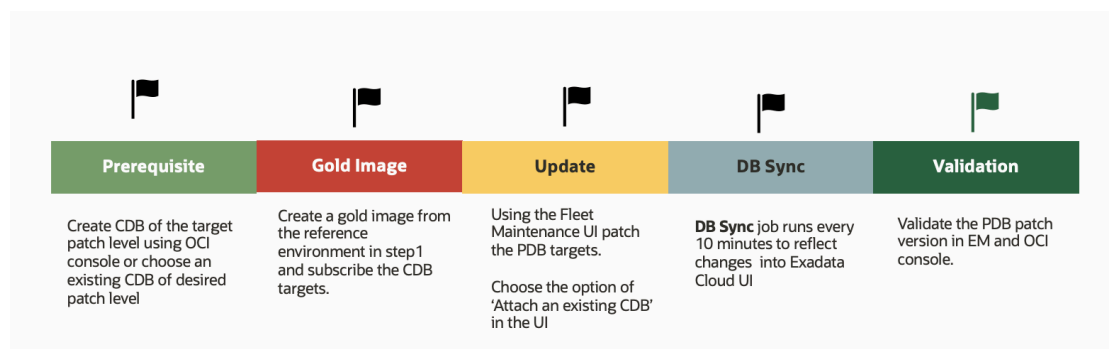 Prerequisite
Gold Image
Update
DB Sync
Validation
Create CDB of the target
patch level using OCI
console or choose an
existing CDB of desired
patch level
Create a gold image from
the reference
environment in step1
and subscribe the CDB
targets.
Using the Fleet
Maintenance UI patch
the PDB targets.
Choose the option of
‘Attach an existing CDB’
in the UI
DB Sync job runs every
10 minutes to reflect
changes into Exadata
Cloud UI
Validate the PDB patch
version in EM and OCI
console.